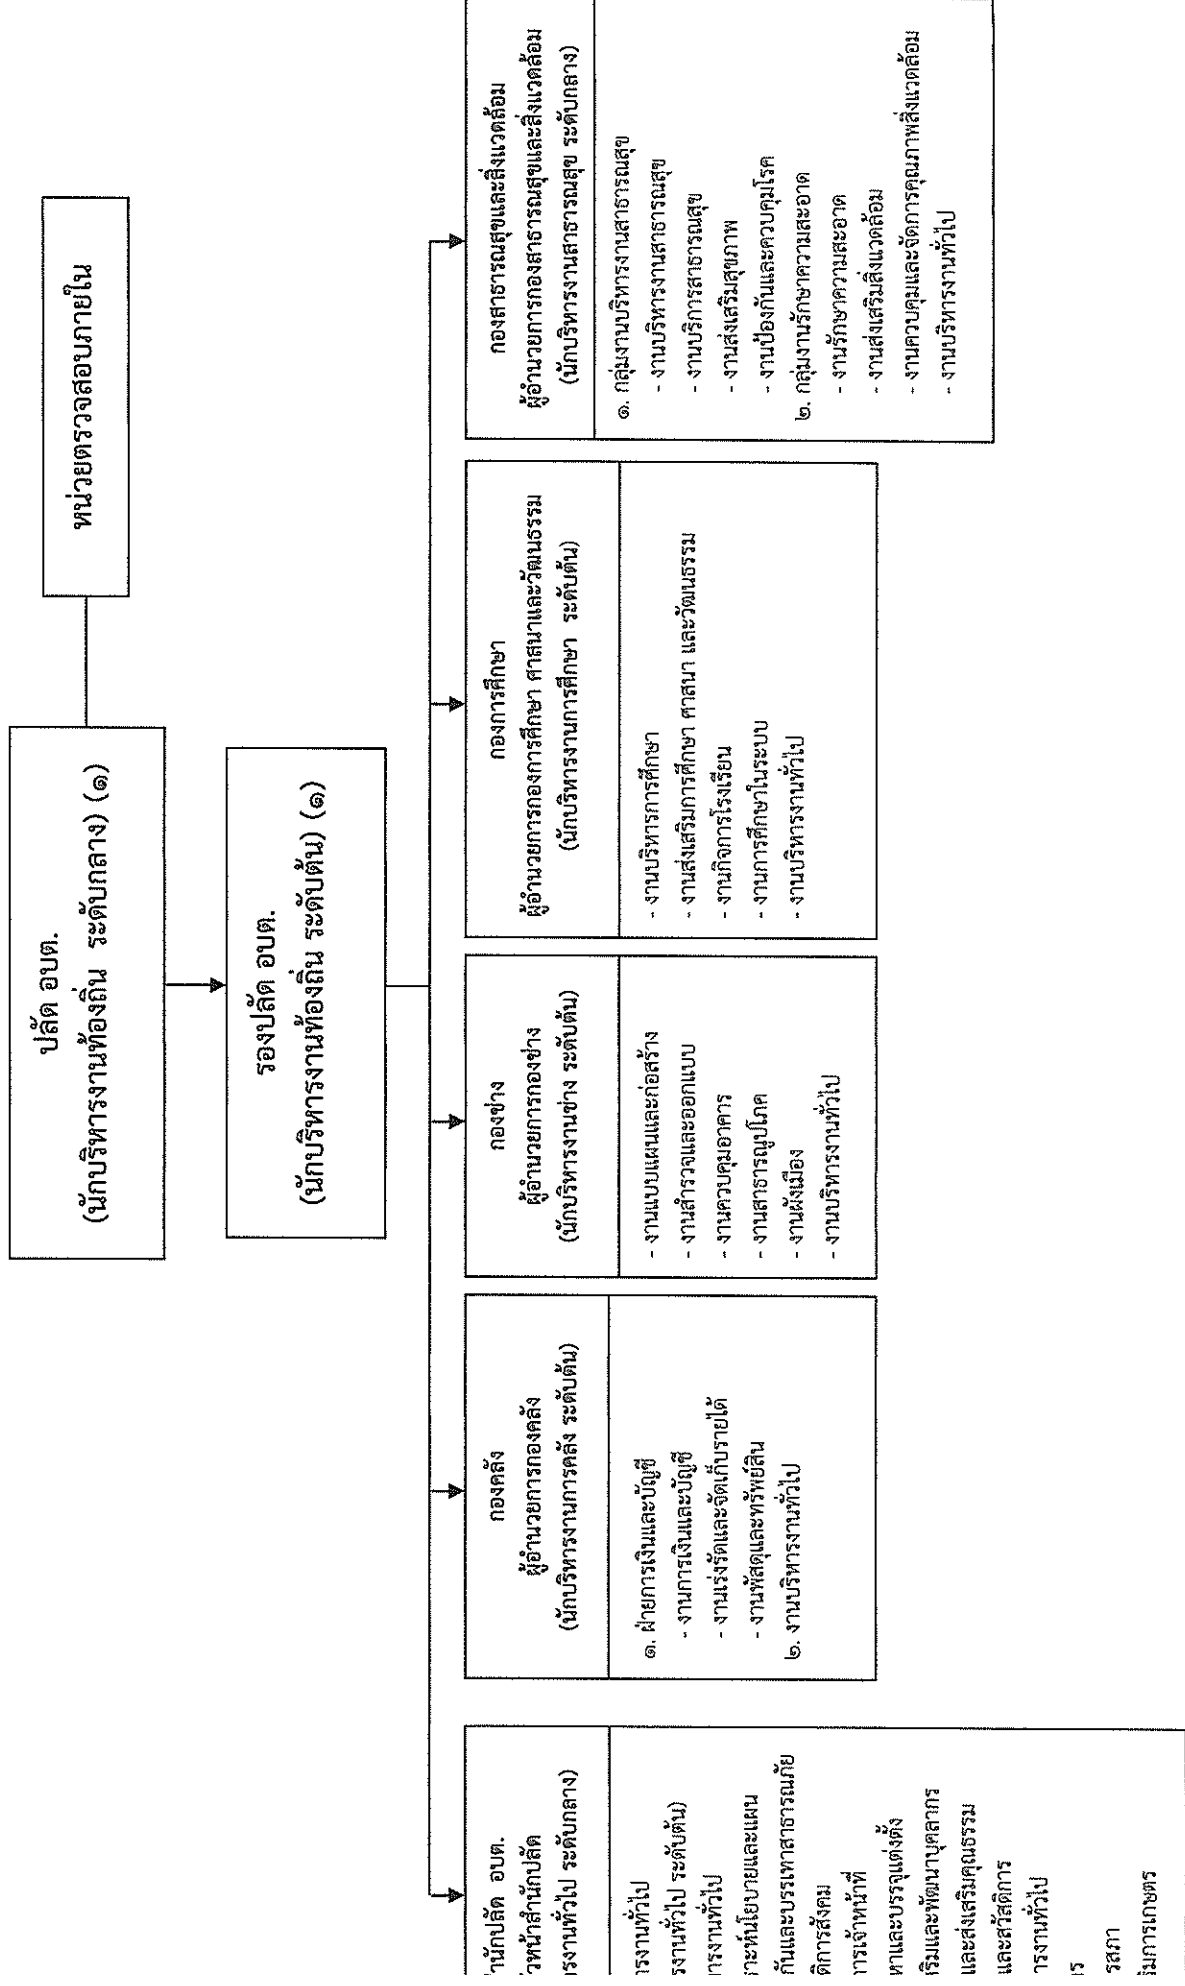 ปลัด อบต.
(นักบริหารงานท้องถิ่น ระดับกลาง) (๑)
หน่วยตรวจสอบภายใน
รองปลัด อบต.
(นักบริหารงานท้องถิ่น ระดับต้น) (๑)
นักปลัด อบต.
หน้าสำนักปลัด
งานทั่วไป ระดับกลาง)
งานทั่วไป
งานทั่วไป ระดับต้น)
งานทั่วไป
นโยบายและแผน
กันและบรรเทาสาธารณภัย
การสังคม
การเจ้าหน้าที่
หาและบรรจุแต่งตั้ง
ริมและพัฒนาบุคลากร
และส่งเสริมคุณธรรม
และสวัสดิการ
งานทั่วไป
ร
รสภา
ริมการเกษตร
กองคลัง
ผู้อำนวยการกองคลัง
(นักบริหารงานการคลัง ระดับต้น)
๑. ฝ่ายการเงินและบัญชี
- งานการเงินและบัญชี
- งานเร่งรัดและจัดเก็บรายได้
- งานพัสดุและทรัพย์สิน
๒. งานบริหารงานทั่วไป
กองช่าง
ผู้อำนวยการกองช่าง
(นักบริหารงานช่าง ระดับต้น)
- งานแบบแผนและก่อสร้าง
- งานสำรวจและออกแบบ
- งานควบคุมอาคาร
- งานสาธารณูปโภค
- งานผังเมือง
- งานบริหารงานทั่วไป
กองการศึกษา
ผู้อำนวยการกองการศึกษา ศาสนาและวัฒนธรรม
(นักบริหารงานการศึกษา ระดับต้น)
- งานบริหารการศึกษา
- งานส่งเสริมการศึกษา ศาสนา และวัฒนธรรม
- งานกิจการโรงเรียน
- งานการศึกษาในระบบ
- งานบริหารงานทั่วไป
กองสาธารณสุขและสิ่งแวดล้อม
ผู้อำนวยการกองสาธารณสุขและสิ่งแวดล้อม
(นักบริหารงานสาธารณสุข ระดับกลาง)
๑. กลุ่มงานบริหารงานสาธารณสุข
- งานบริหารงานสาธารณสุข
- งานบริการสาธารณสุข
- งานส่งเสริมสุขภาพ
- งานป้องกันและควบคุมโรค
๒. กลุ่มงานรักษาความสะอาด
- งานรักษาความสะอาด
- งานส่งเสริมสิ่งแวดล้อม
- งานควบคุมและจัดการคุณภาพสิ่งแวดล้อม
- งานบริหารงานทั่วไป